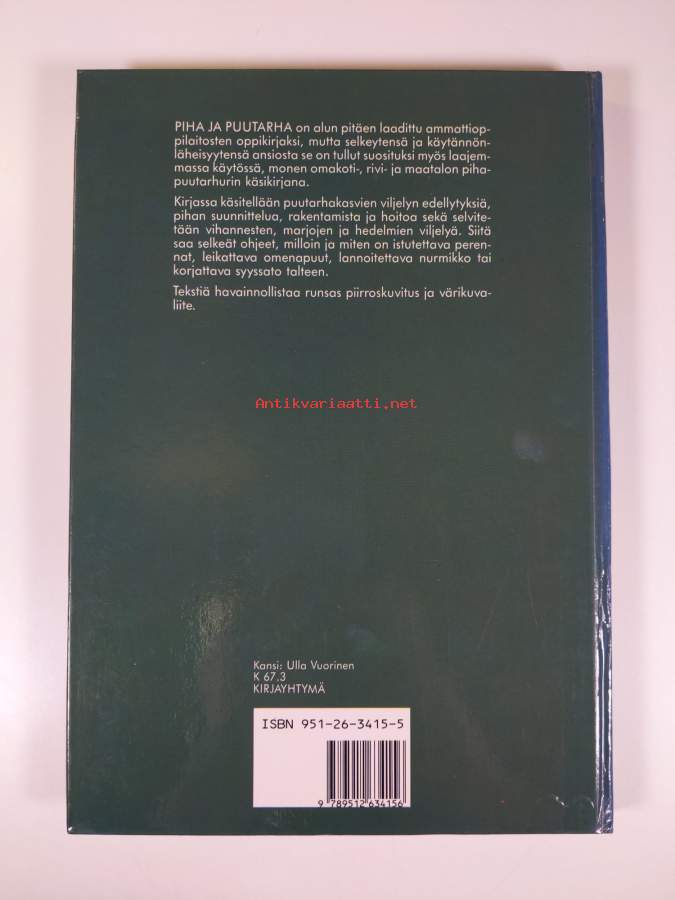 PIHA JA PUUTARHA on alun pitäen laadittu ammattiop-
pilaitosten oppikirjaksi, mutta selkeytensä ja käytännön-
läheisyytensä ansiosta se on tullut suosituksi myös laajem-
massa käytössä, monen omakoti-, rivi- ja maatalon piha-
puutarhurin käsikirjana.
Kirjassa käsitellään puutarhakasvien viljelyn edellytyksiä,
pihan suunnittelua, rakentamista ja hoitoa sekä selvite-
tään vihannesten, marjojen ja hedelmien viljelyä. Siitä
saa selkeät ohjeet, milloin ja miten on istutettava peren-
nat, leikattava omenapuut, lannoitettava nurmikko tai
korjattava syyssato talteen.
Tekstiä havainnollistaa runsas piirroskuvitus ja värikuva-
liite.
Antikvariaatti.net
Kansi: Ulla Vuorinen
K 67.3
KIRJAYHTYMÄ
ISBN 951-26-3415-5
9 789512 634156